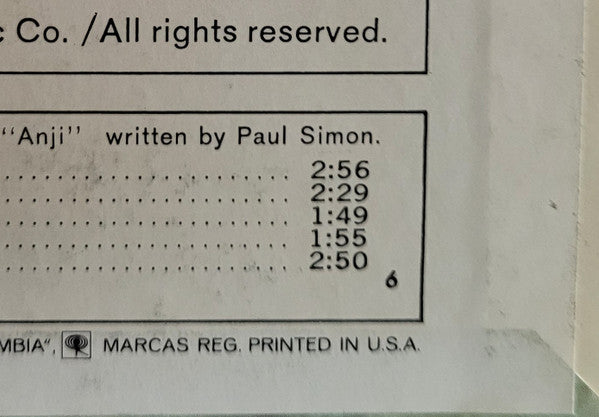 Co. / All rights reserved.
"Anji" written by Paul Simon.
.............................. 2:56
.............................. 2:29
.............................. 1:49
.............................. 1:55
.............................. 2:50
6
MBIA", MARCAS REG. PRINTED IN U.S.A.